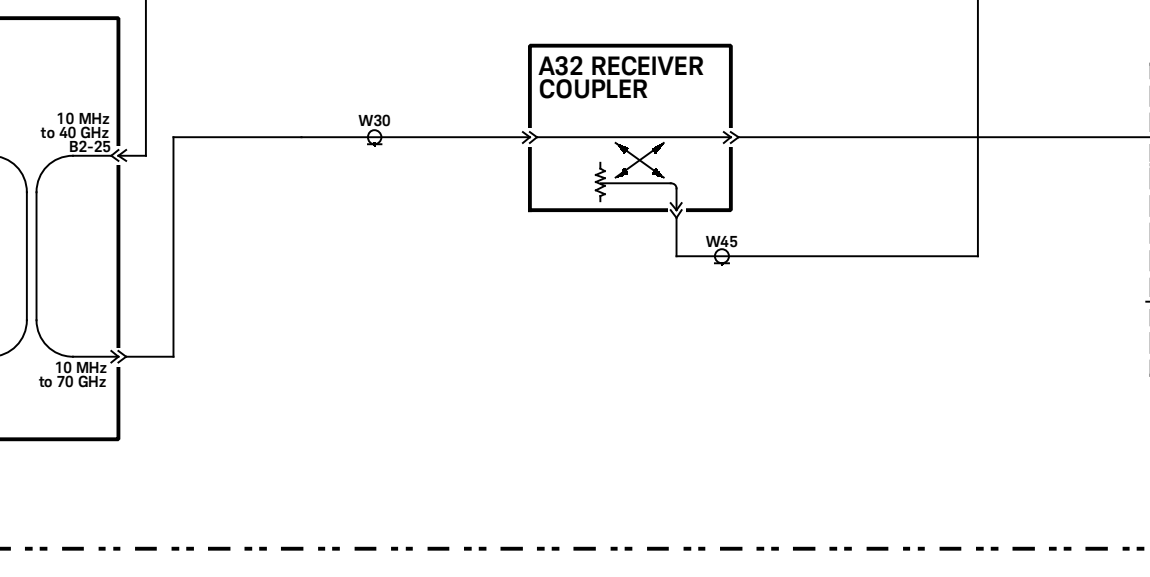 10 MHz
to 40 GHz
B2-25
W30
A32 RECEIVER
COUPLER
W45
10 MHz
to 70 GHz